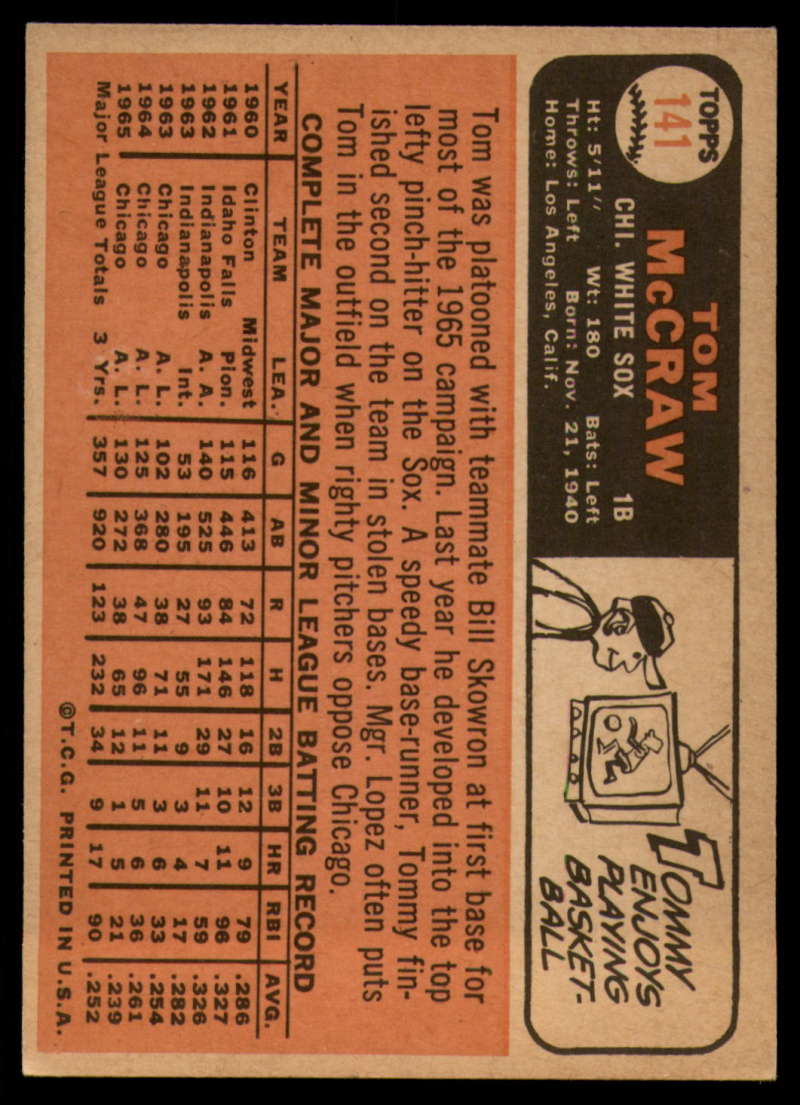 TOPPS
141
TOM
McCRAW
CHI. WHITE SOX 1B
Ht: 5'11" Wt: 180 Bats: Left
Throws: Left Born: Nov. 21, 1940
Home: Los Angeles, Calif.
TOMMY
ENJOYS
PLAYING
BASKET-
BALL
Tom was platooned with teammate Bill Skowron at first base for
most of the 1965 campaign. Last year he developed into the top
lefty pinch-hitter on the Sox. A speedy base-runner, Tommy fin-
ished second on the team in stolen bases. Mgr. Lopez often puts
Tom in the outfield when righty pitchers oppose Chicago.
COMPLETE MAJOR AND MINOR LEAGUE BATTING RECORD
YEAR TEAM LEA. G AB R H 2B 3B HR RBI AVG.
1960 Clinton Midwest 116 413 72 118 16 12 9 79 .286
1961 Idaho Falls Pion. 115 446 84 146 27 10 11 96 .327
1962 Indianapolis A. A. 140 525 93 171 29 11 7 59 .326
1963 Indianapolis Int. 53 195 27 55 9 3 4 17 .282
1963 Chicago A. L. 102 280 38 71 11 3 6 33 .254
1964 Chicago A. L. 125 368 47 96 11 5 6 36 .261
1965 Chicago A. L. 130 272 38 65 12 1 5 21 .239
Major League Totals 3 Yrs. 357 920 123 232 34 9 17 90 .252
©T.C.G. PRINTED IN U.S.A.